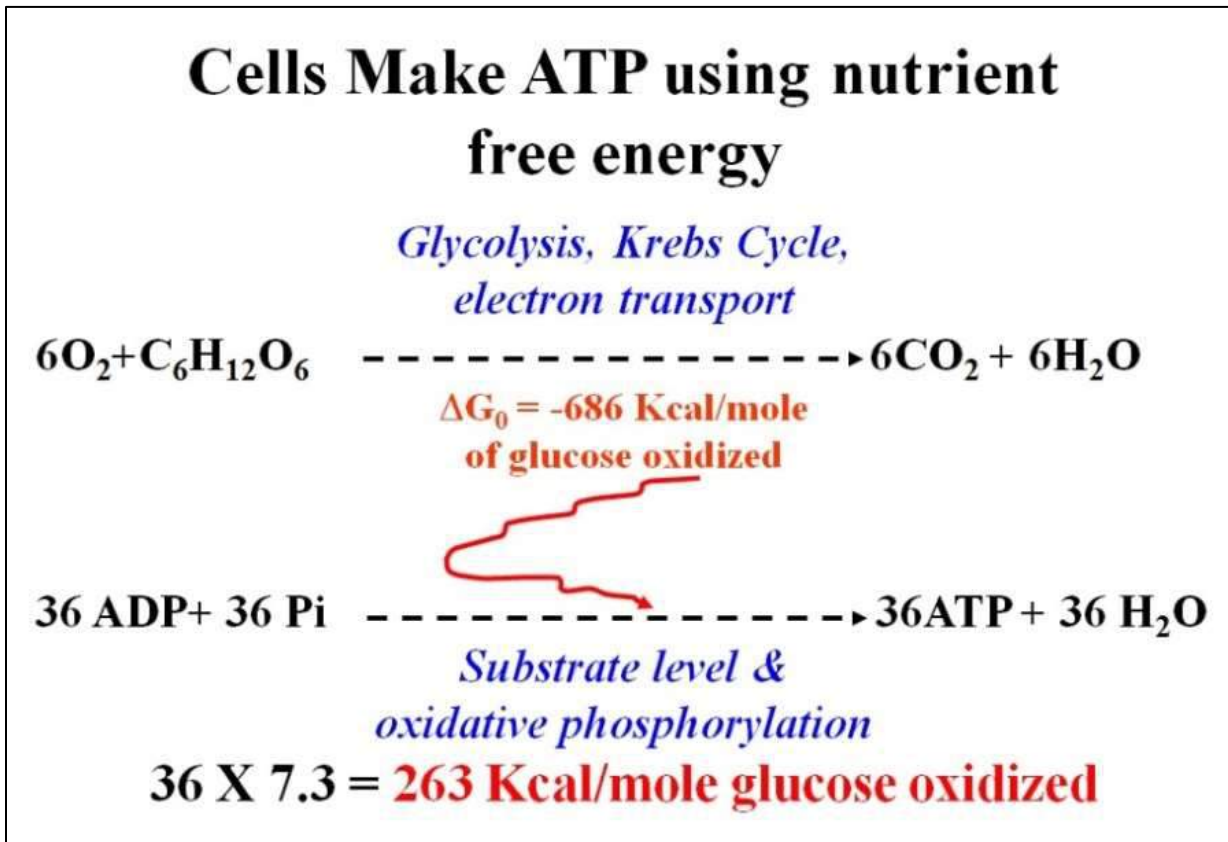 Cells Make ATP using nutrient
free energy
Glycolysis, Krebs Cycle,
electron transport
6O₂+C₆H₁₂O₆ 6CO₂ + 6H₂O
ΔG₀ = -686 Kcal/mole
of glucose oxidized
36 ADP+ 36 Pi 36ATP + 36 H₂O
Substrate level &
oxidative phosphorylation
36 X 7.3 = 263 Kcal/mole glucose oxidized